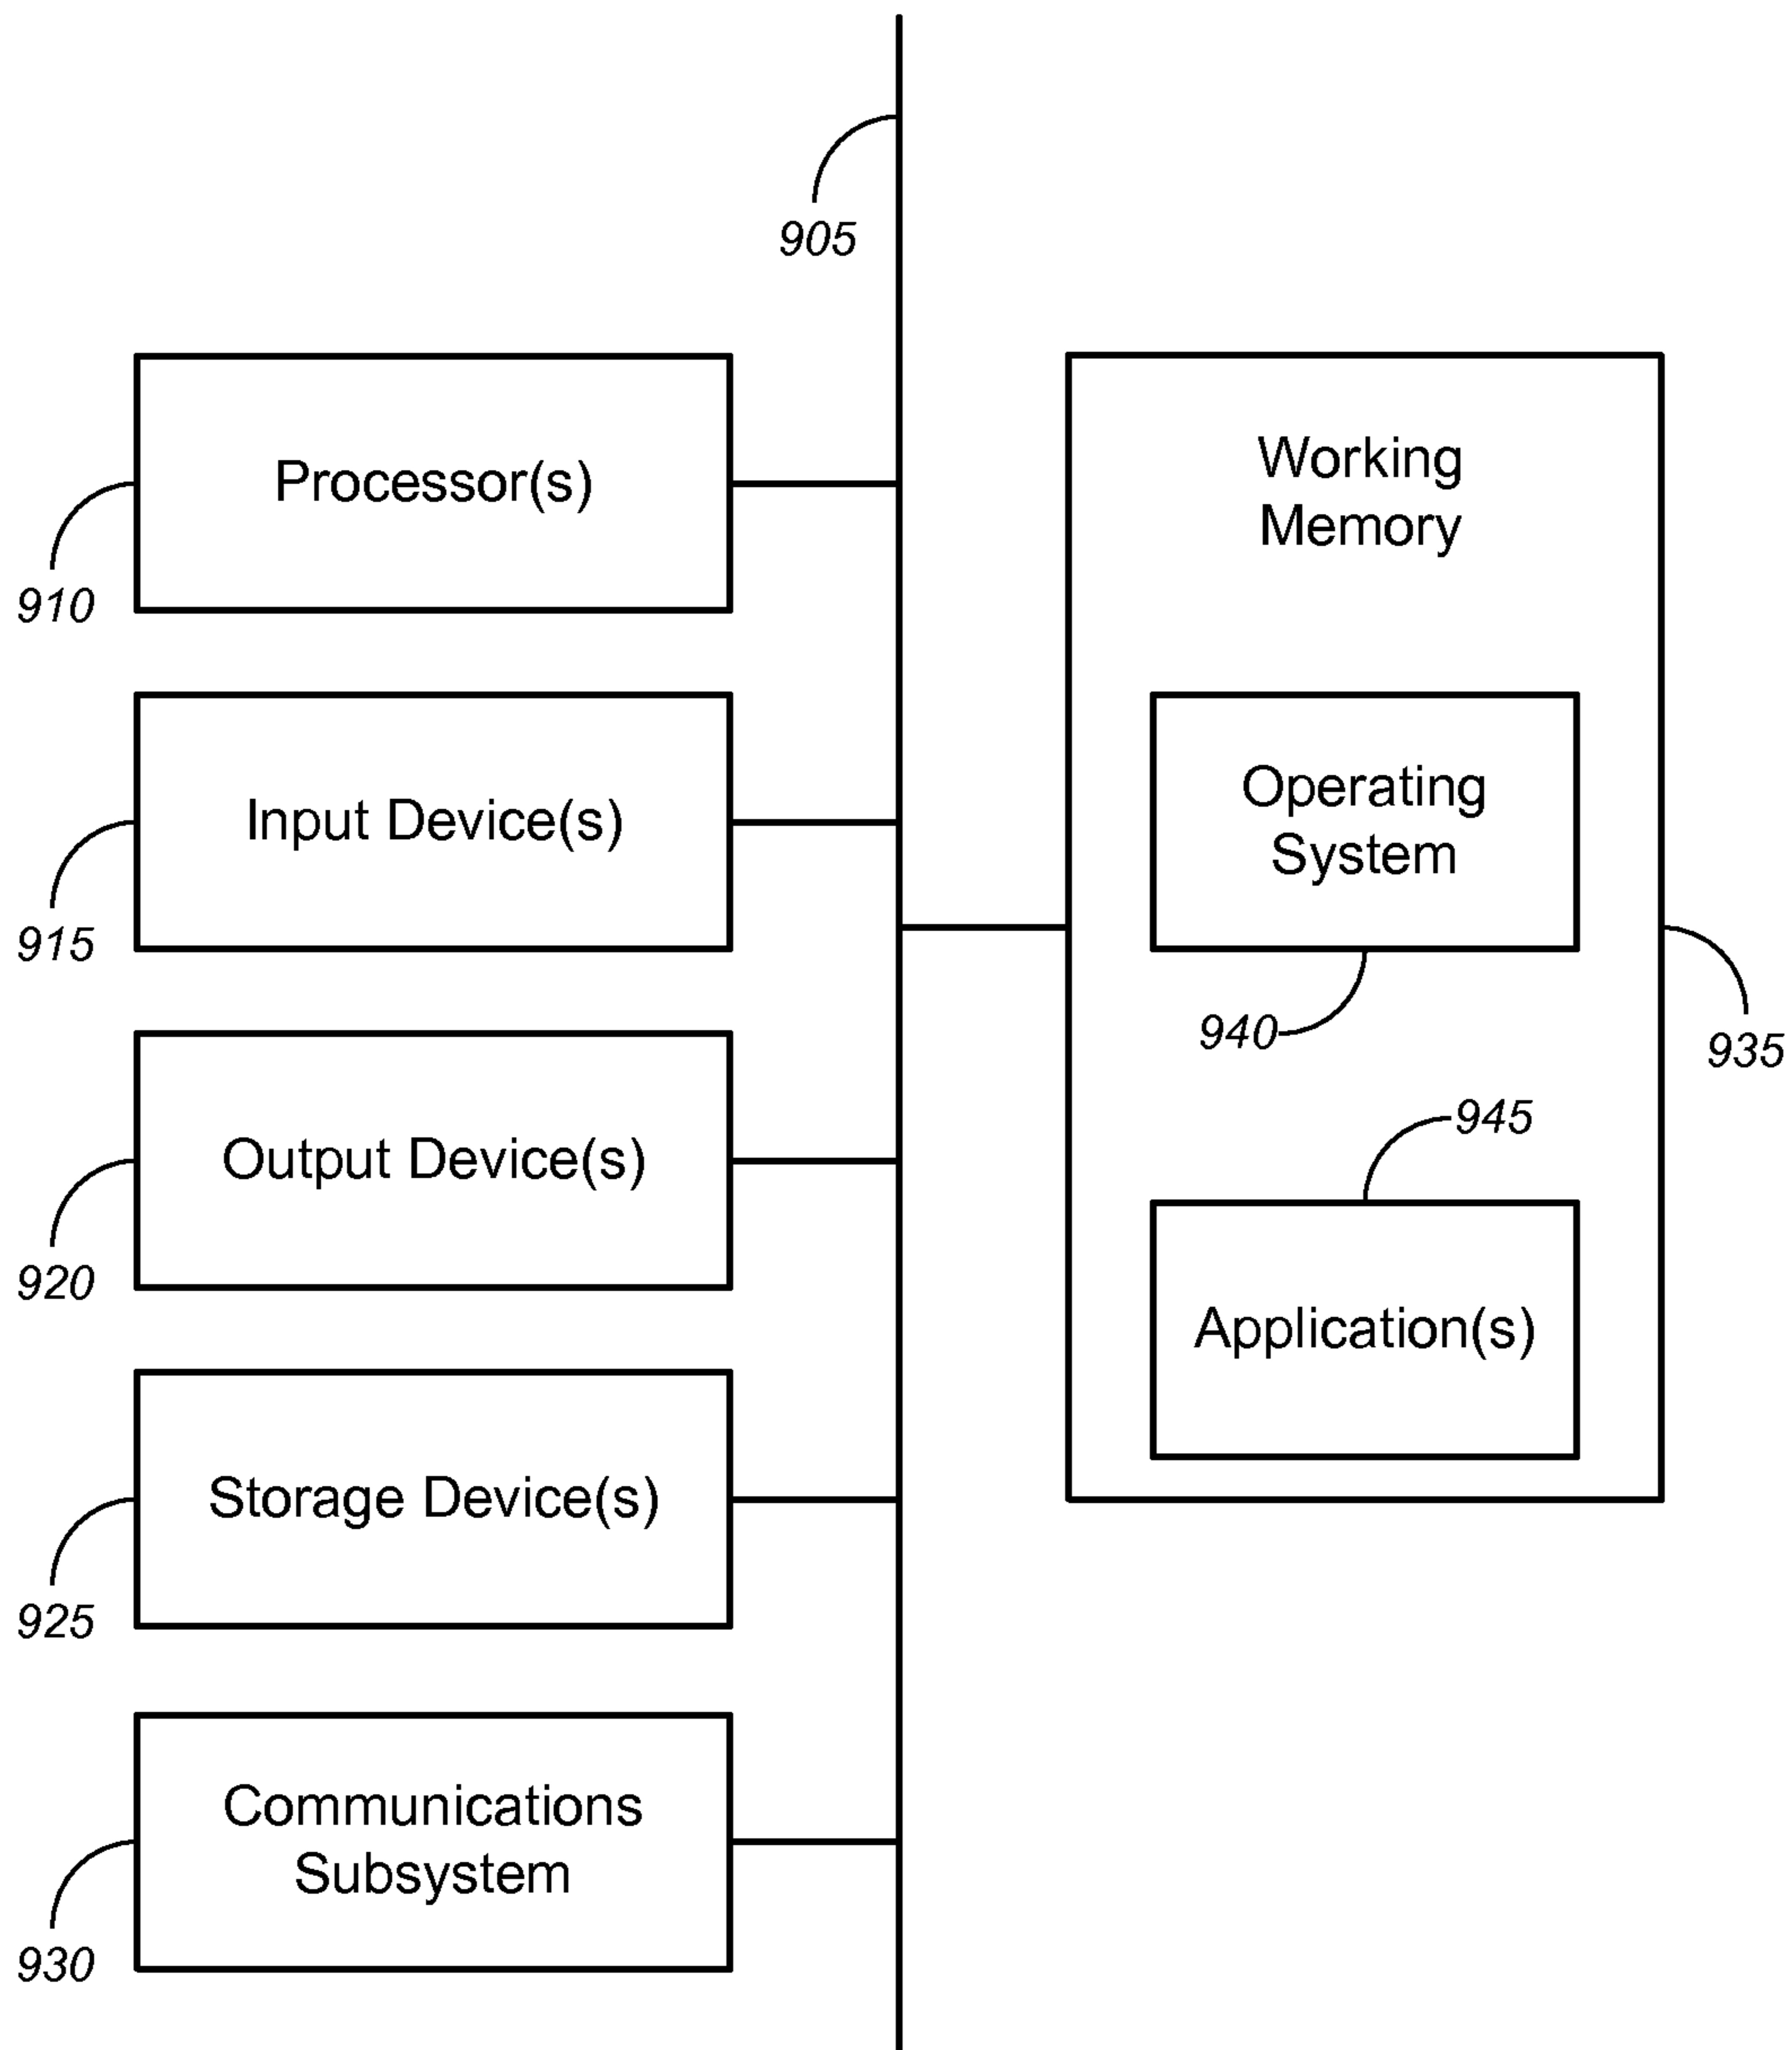 905
Processor(s)
910
Input Device(s)
915
Output Device(s)
920
Storage Device(s)
925
Communications
Subsystem
930
Working
Memory
Operating
System
940
935
945
Application(s)